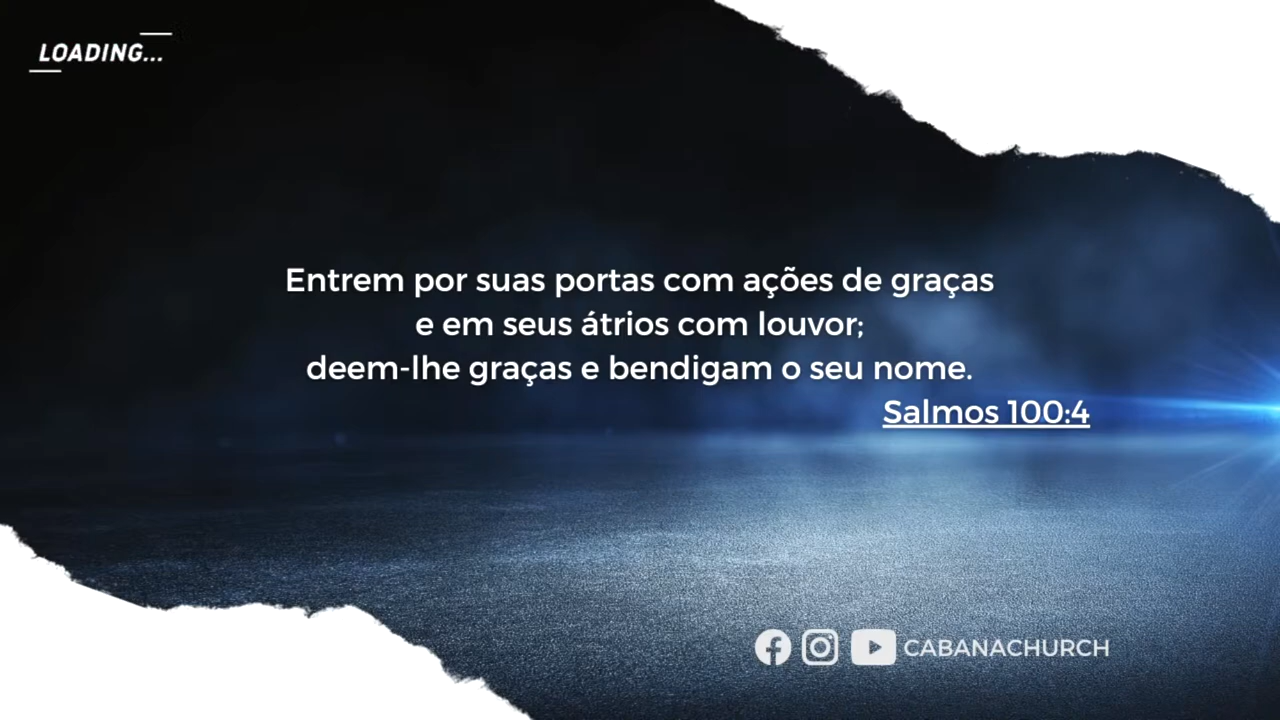 LOADING...
Entrem por suas portas com ações de graças
e em seus átrios com louvor;
deem-lhe graças e bendigam o seu nome.
Salmos 100:4
CABANACHURCH